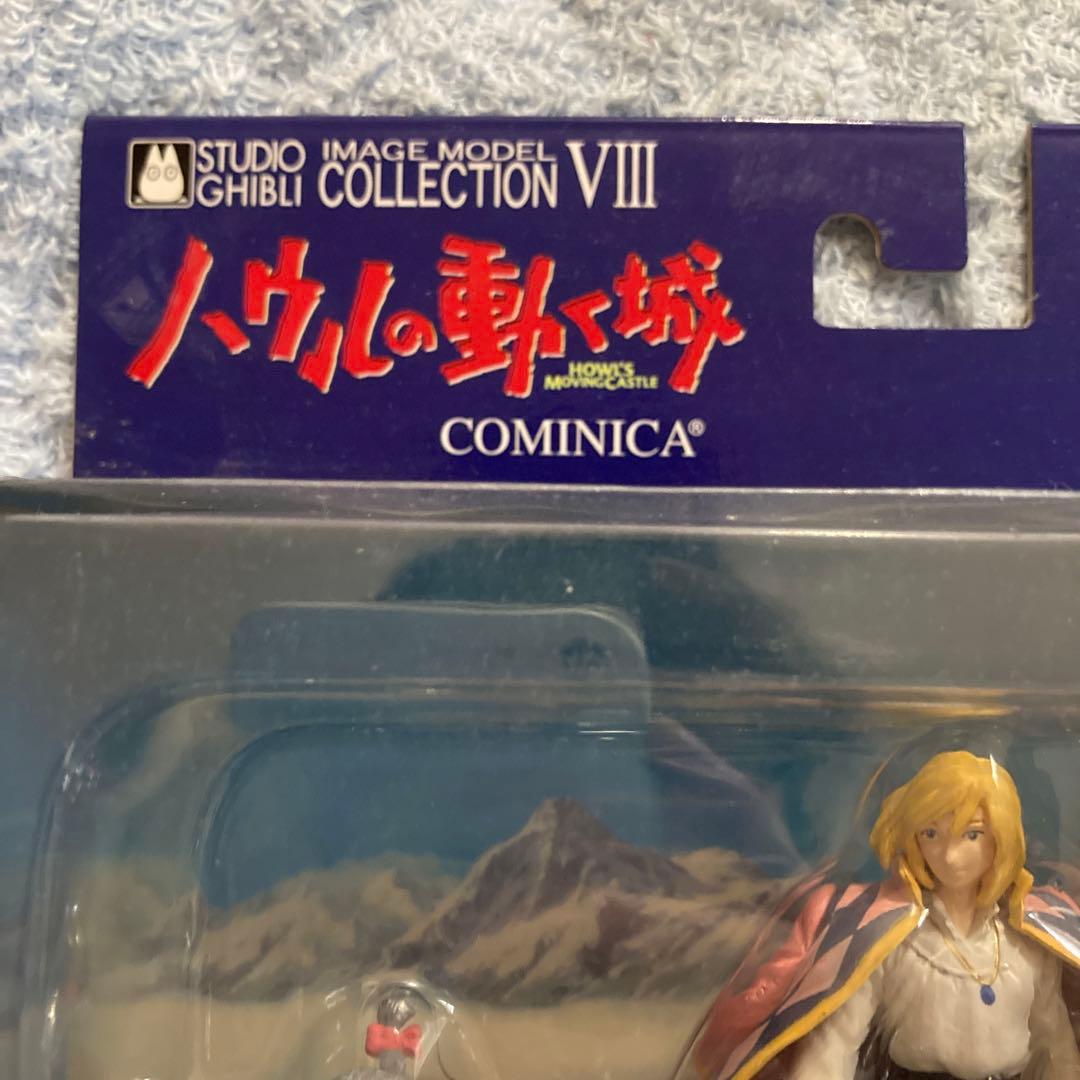 STUDIO GHIBLI
IMAGE MODEL
COLLECTION VIII
ハウルの動く城
HOWL'S
MOVING CASTLE
COMINICA®